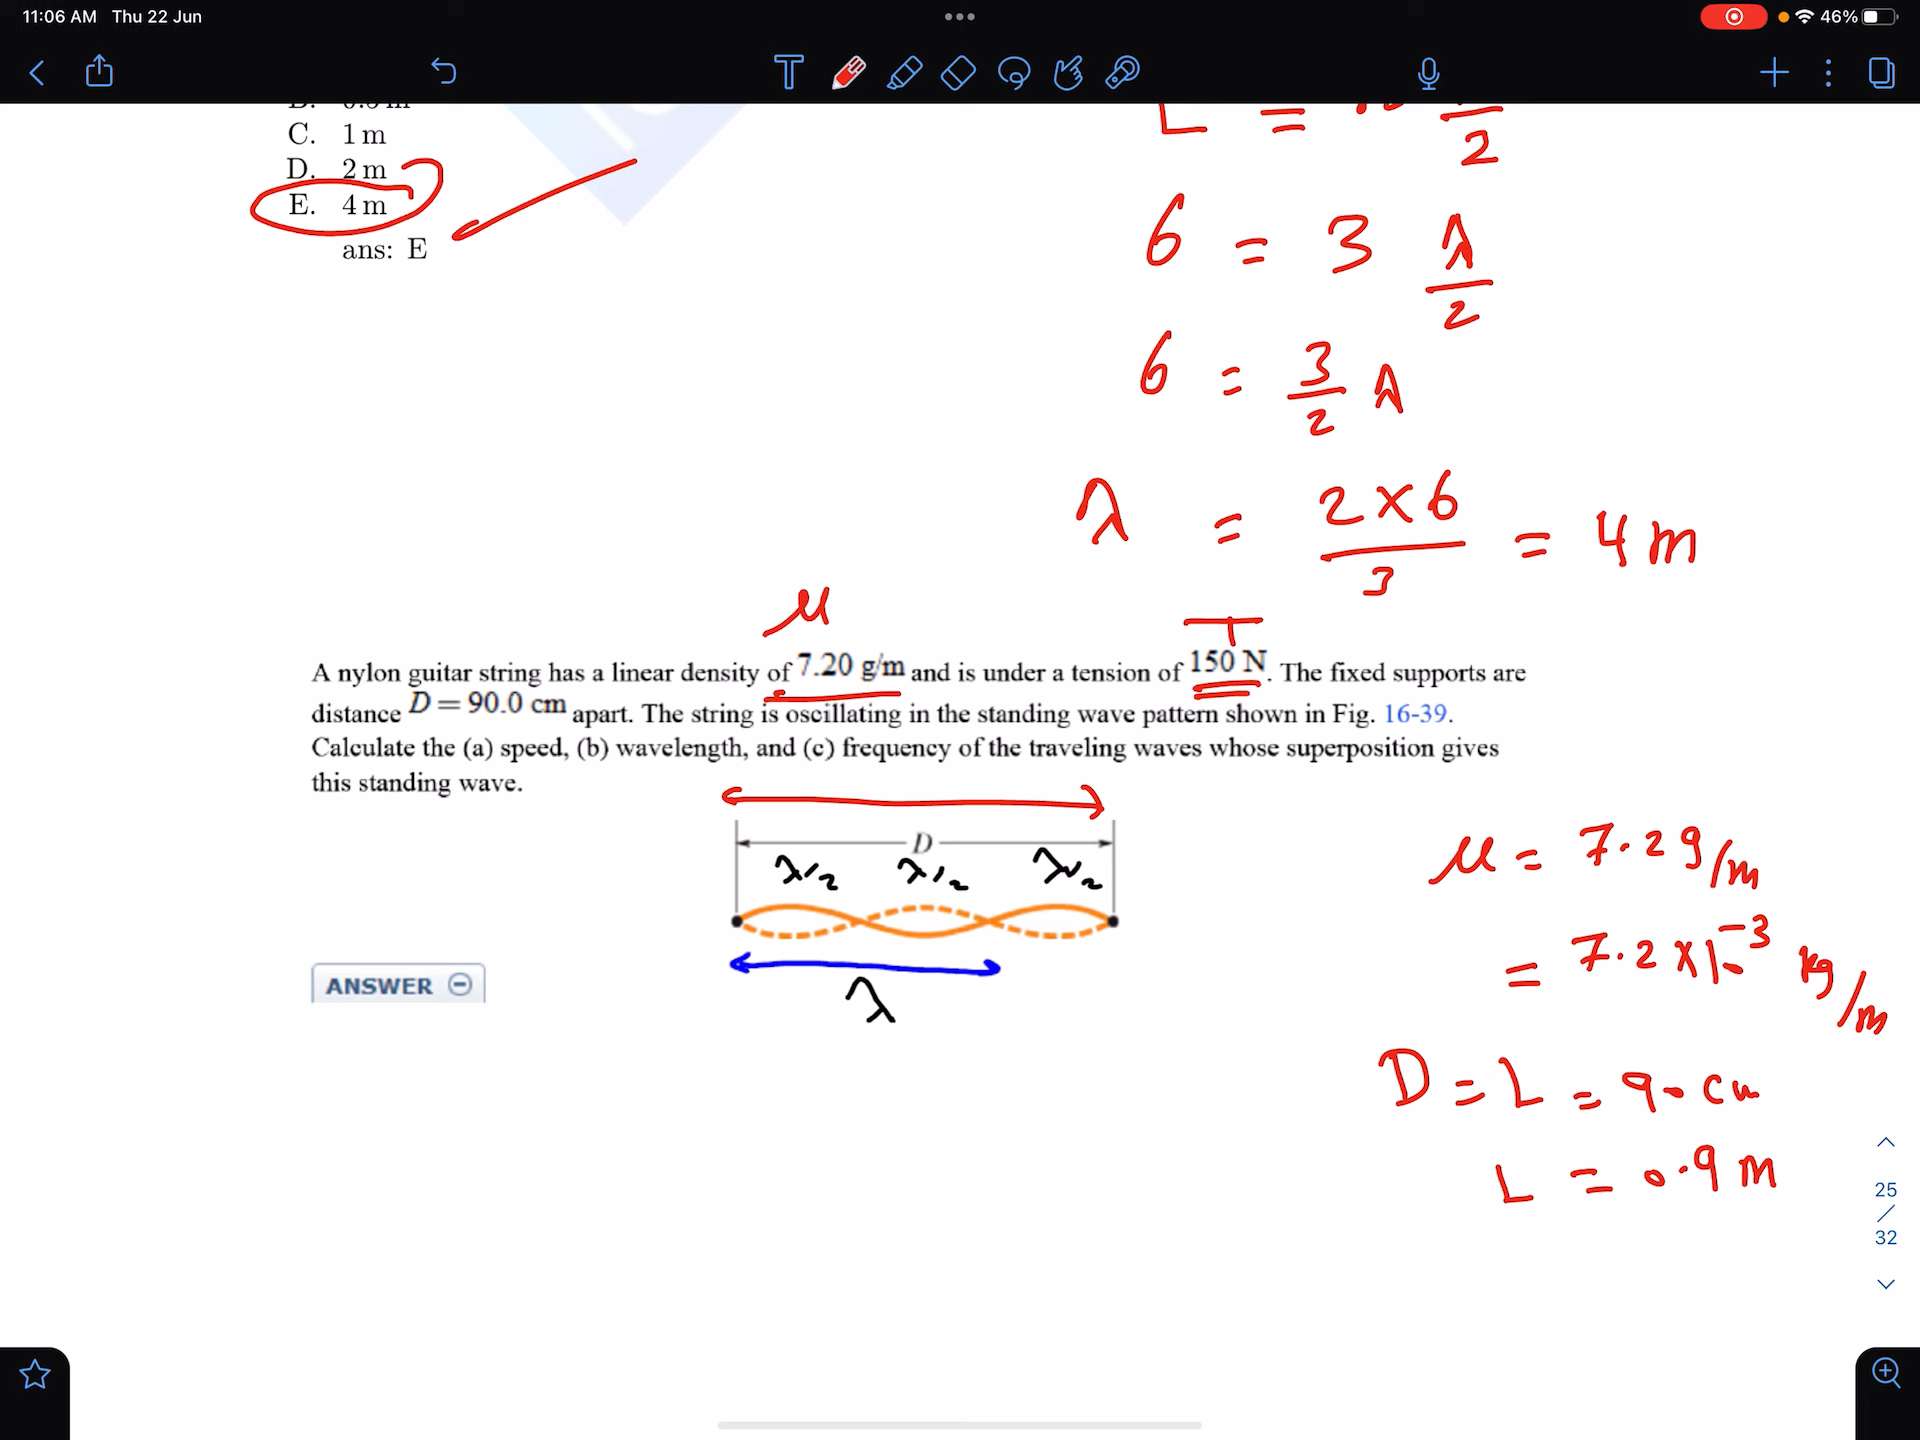 11:06 AM Thu 22 Jun
46%
C. 1 m
D. 2 m
E. 4 m
ans: E
L =
2
6 = 3 λ/2
6 = 3/2 λ
λ = 2 × 6 / 3 = 4 m
μ
T
A nylon guitar string has a linear density of 7.20 g/m and is under a tension of 150 N. The fixed supports are
distance D = 90.0 cm apart. The string is oscillating in the standing wave pattern shown in Fig. 16-39.
Calculate the (a) speed, (b) wavelength, and (c) frequency of the traveling waves whose superposition gives
this standing wave.
D
λ/2 λ/2 λ/2
λ
ANSWER
μ = 7.2 g/m
= 7.2 × 10⁻³ kg/m
D = L = 90 cm
L = 0.9 m
25
/
32